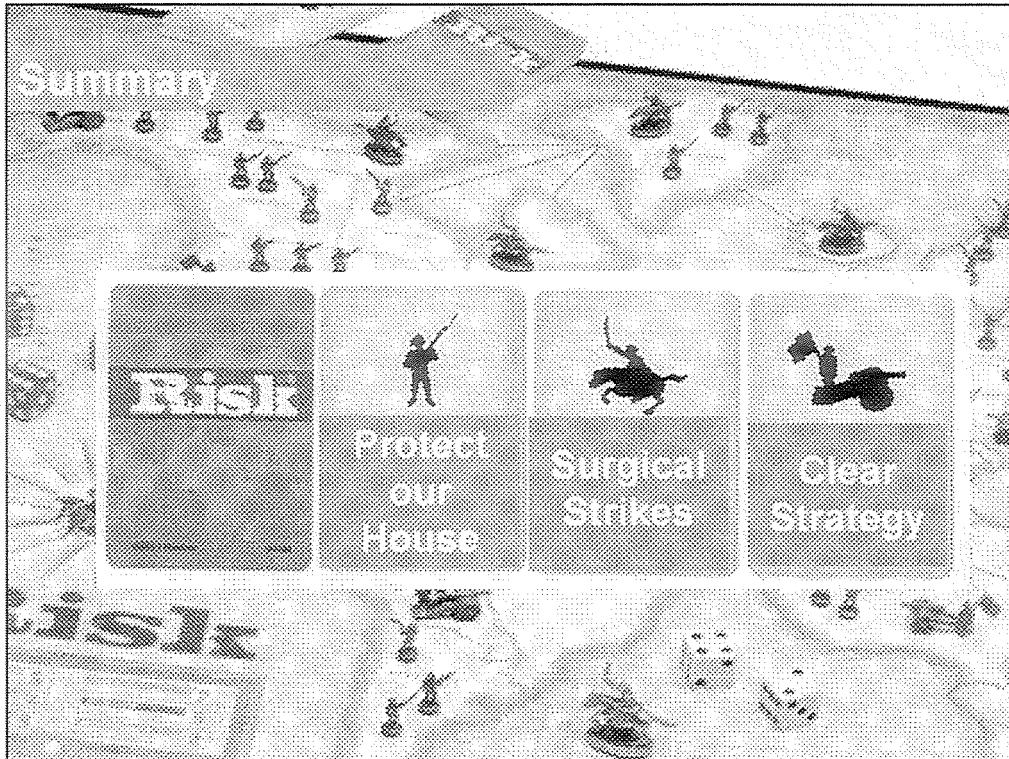 Summary
Risk
Protect
our
House
Surgical
Strikes
Clear
Strategy
Risk